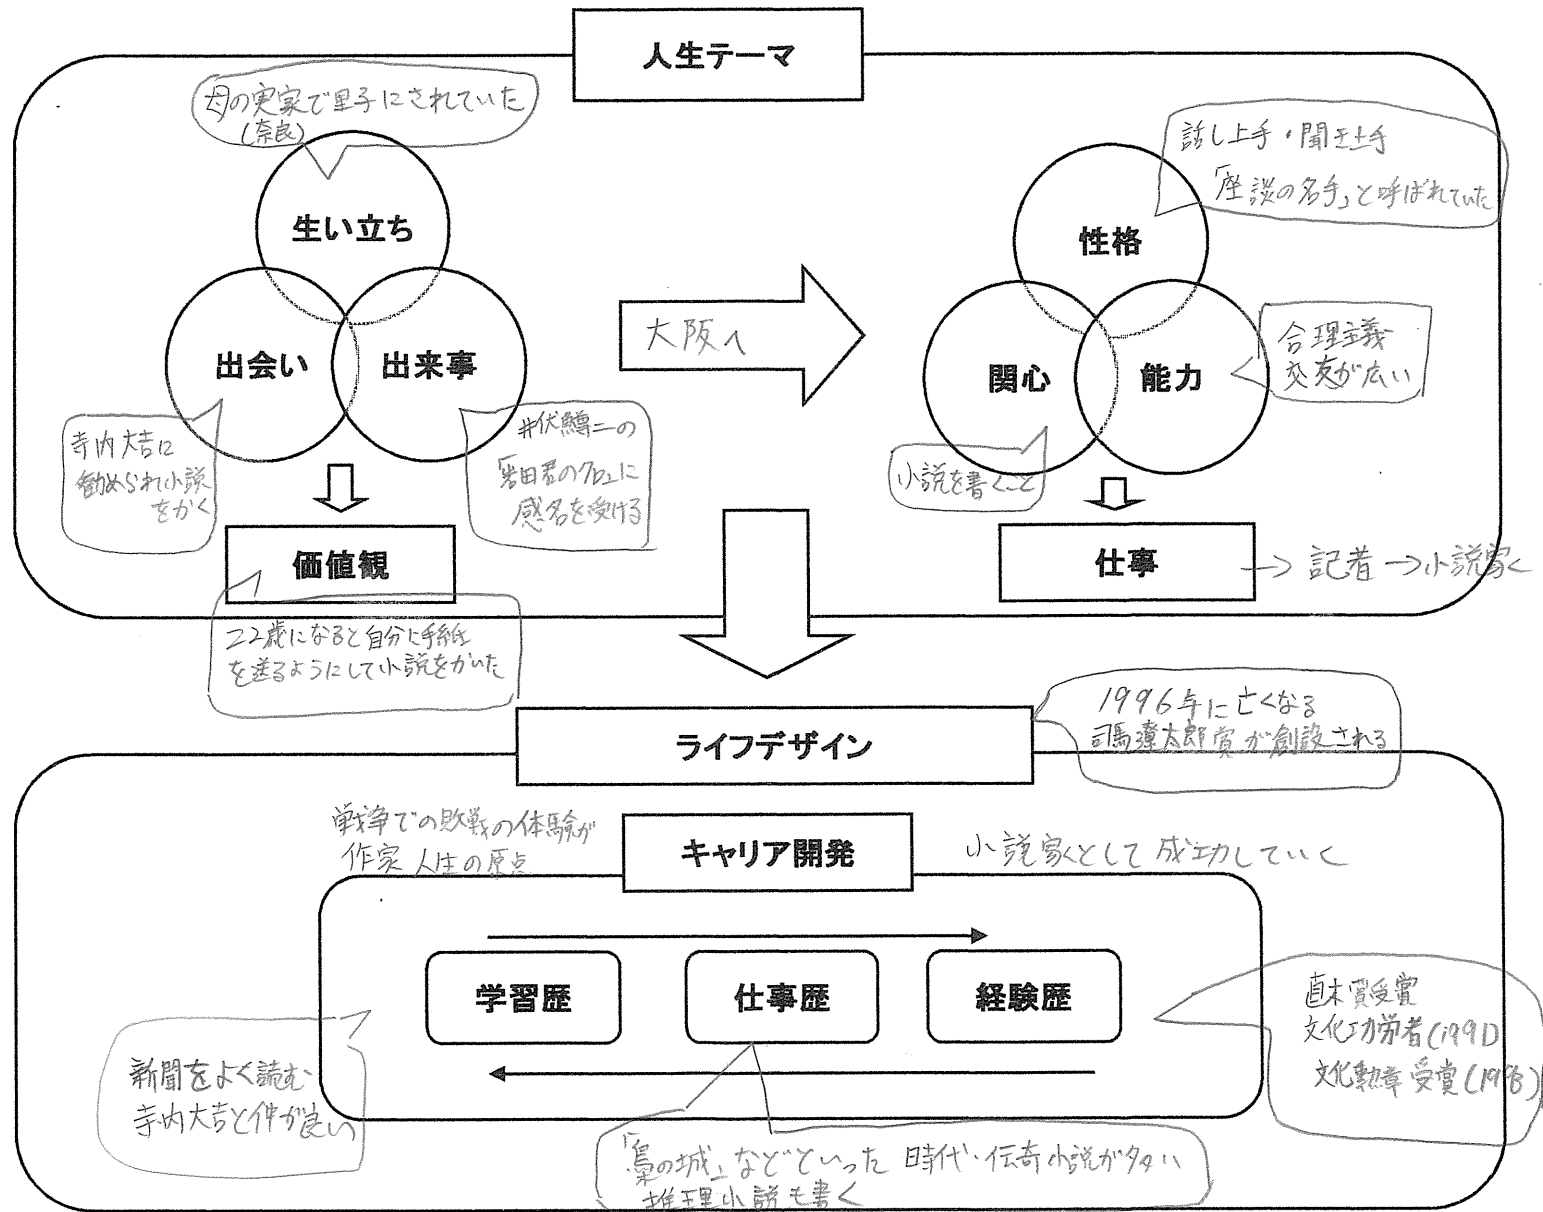 人生テーマ
母の実家で里子にされていた
(奈良)
生い立ち
出会い
出来事
寺内大吉に
勧められ小説
をかく
井伏鱒二の
「岩田君のクロ」に
感名を受ける
価値観
22歳になると自分に手紙
を送るようにして小説をかいた
大阪へ
話し上手・聞き上手
「座談の名手」と呼ばれていた
性格
関心
能力
合理主義
交友が広い
小説を書くこと
仕事
→記者→小説家
ライフデザイン
1996年に亡くなる
司馬遼太郎賞が創設される
戦争での敗戦の体験が
作家人生の原点
キャリア開発
小説家として成功していく
学習歴
仕事歴
経験歴
新聞をよく読む
寺内大吉と仲が良い
「梟の城」などといった時代・伝奇小説が多い
推理小説も書く
直木賞受賞
文化功労者(1991)
文化勲章受賞(1993)